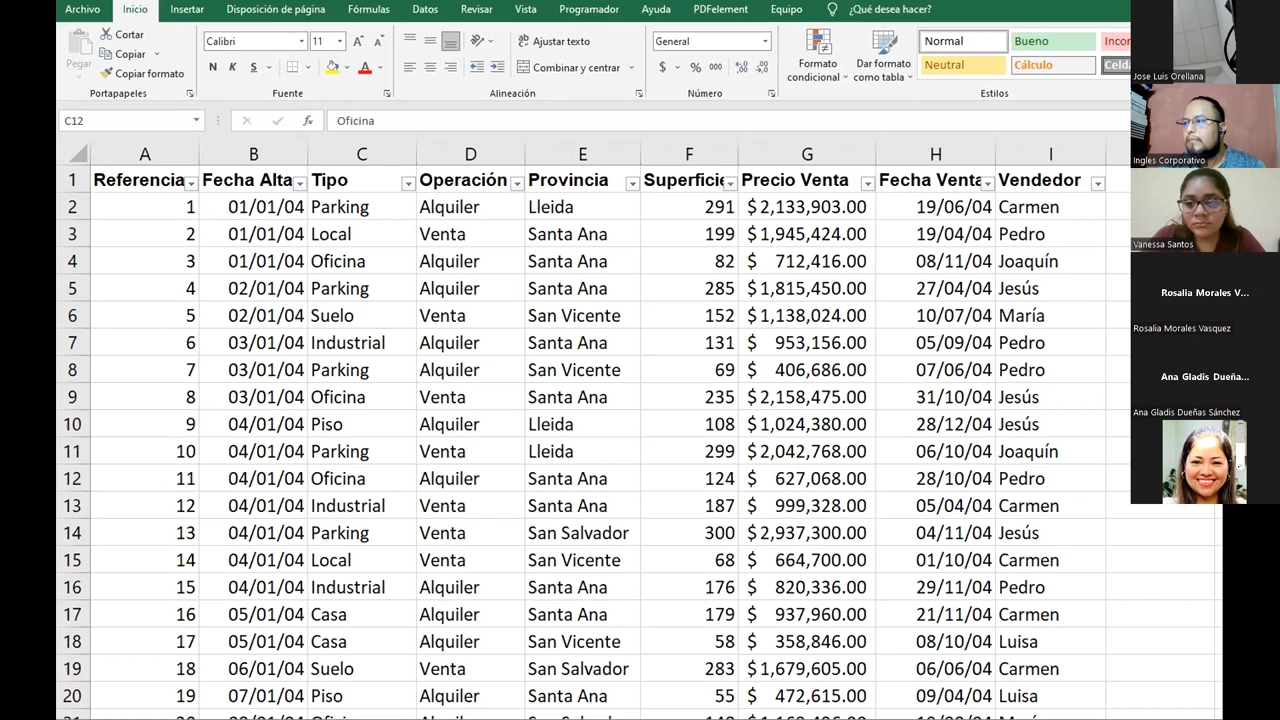 Archivo Inicio Insertar Disposición de página Fórmulas Datos Revisar Vista Programador Ayuda PDFelement Equipo ¿Qué desea hacer?
Pegar
Cortar
Copiar
Copiar formato
Portapapeles
Calibri 11
N K S
Fuente
Ajustar texto
Combinar y centrar
Alineación
General
$ % 000
Número
Formato condicional
Dar formato como tabla
Normal Bueno
Neutral Cálculo
Estilos
C12 fx Oficina
A B C D E F G H I
1 Referencia Fecha Alta Tipo Operación Provincia Superficie Precio Venta Fecha Venta Vendedor
2 1 01/01/04 Parking Alquiler Lleida 291 $ 2,133,903.00 19/06/04 Carmen
3 2 01/01/04 Local Venta Santa Ana 199 $ 1,945,424.00 19/04/04 Pedro
4 3 01/01/04 Oficina Alquiler Santa Ana 82 $ 712,416.00 08/11/04 Joaquín
5 4 02/01/04 Parking Alquiler Santa Ana 285 $ 1,815,450.00 27/04/04 Jesús
6 5 02/01/04 Suelo Venta San Vicente 152 $ 1,138,024.00 10/07/04 María
7 6 03/01/04 Industrial Alquiler Santa Ana 131 $ 953,156.00 05/09/04 Pedro
8 7 03/01/04 Parking Alquiler San Vicente 69 $ 406,686.00 07/06/04 Pedro
9 8 03/01/04 Oficina Venta Santa Ana 235 $ 2,158,475.00 31/10/04 Jesús
10 9 04/01/04 Piso Alquiler Lleida 108 $ 1,024,380.00 28/12/04 Jesús
11 10 04/01/04 Parking Venta Lleida 299 $ 2,042,768.00 06/10/04 Joaquín
12 11 04/01/04 Oficina Alquiler Santa Ana 124 $ 627,068.00 28/10/04 Pedro
13 12 04/01/04 Industrial Venta Santa Ana 187 $ 999,328.00 05/04/04 Carmen
14 13 04/01/04 Parking Venta San Salvador 300 $ 2,937,300.00 04/11/04 Jesús
15 14 04/01/04 Local Venta San Vicente 68 $ 664,700.00 01/10/04 Carmen
16 15 04/01/04 Industrial Alquiler Santa Ana 176 $ 820,336.00 29/11/04 Pedro
17 16 05/01/04 Casa Alquiler Santa Ana 179 $ 937,960.00 21/11/04 Carmen
18 17 05/01/04 Casa Alquiler San Vicente 58 $ 358,846.00 08/10/04 Luisa
19 18 06/01/04 Suelo Venta San Salvador 283 $ 1,679,605.00 06/06/04 Carmen
20 19 07/01/04 Piso Alquiler Santa Ana 55 $ 472,615.00 09/04/04 Luisa
Jose Luis Orellana
Ingles Corporativo
Vanessa Santos
Rosalia Morales V...
Rosalia Morales Vasquez
Ana Gladis Dueña...
Ana Gladis Dueñas Sánchez